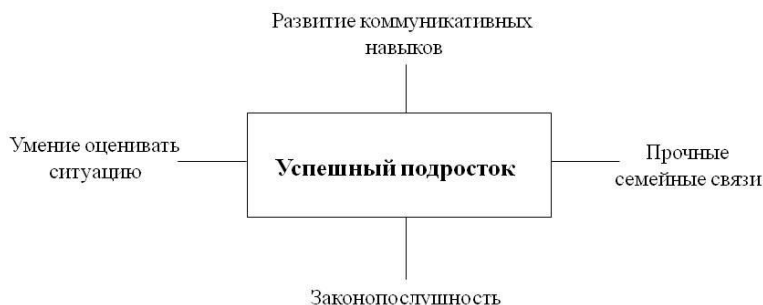 Развитие коммуникативных
навыков
Умение оценивать
ситуацию
Успешный подросток
Прочные
семейные связи
Законопослушность